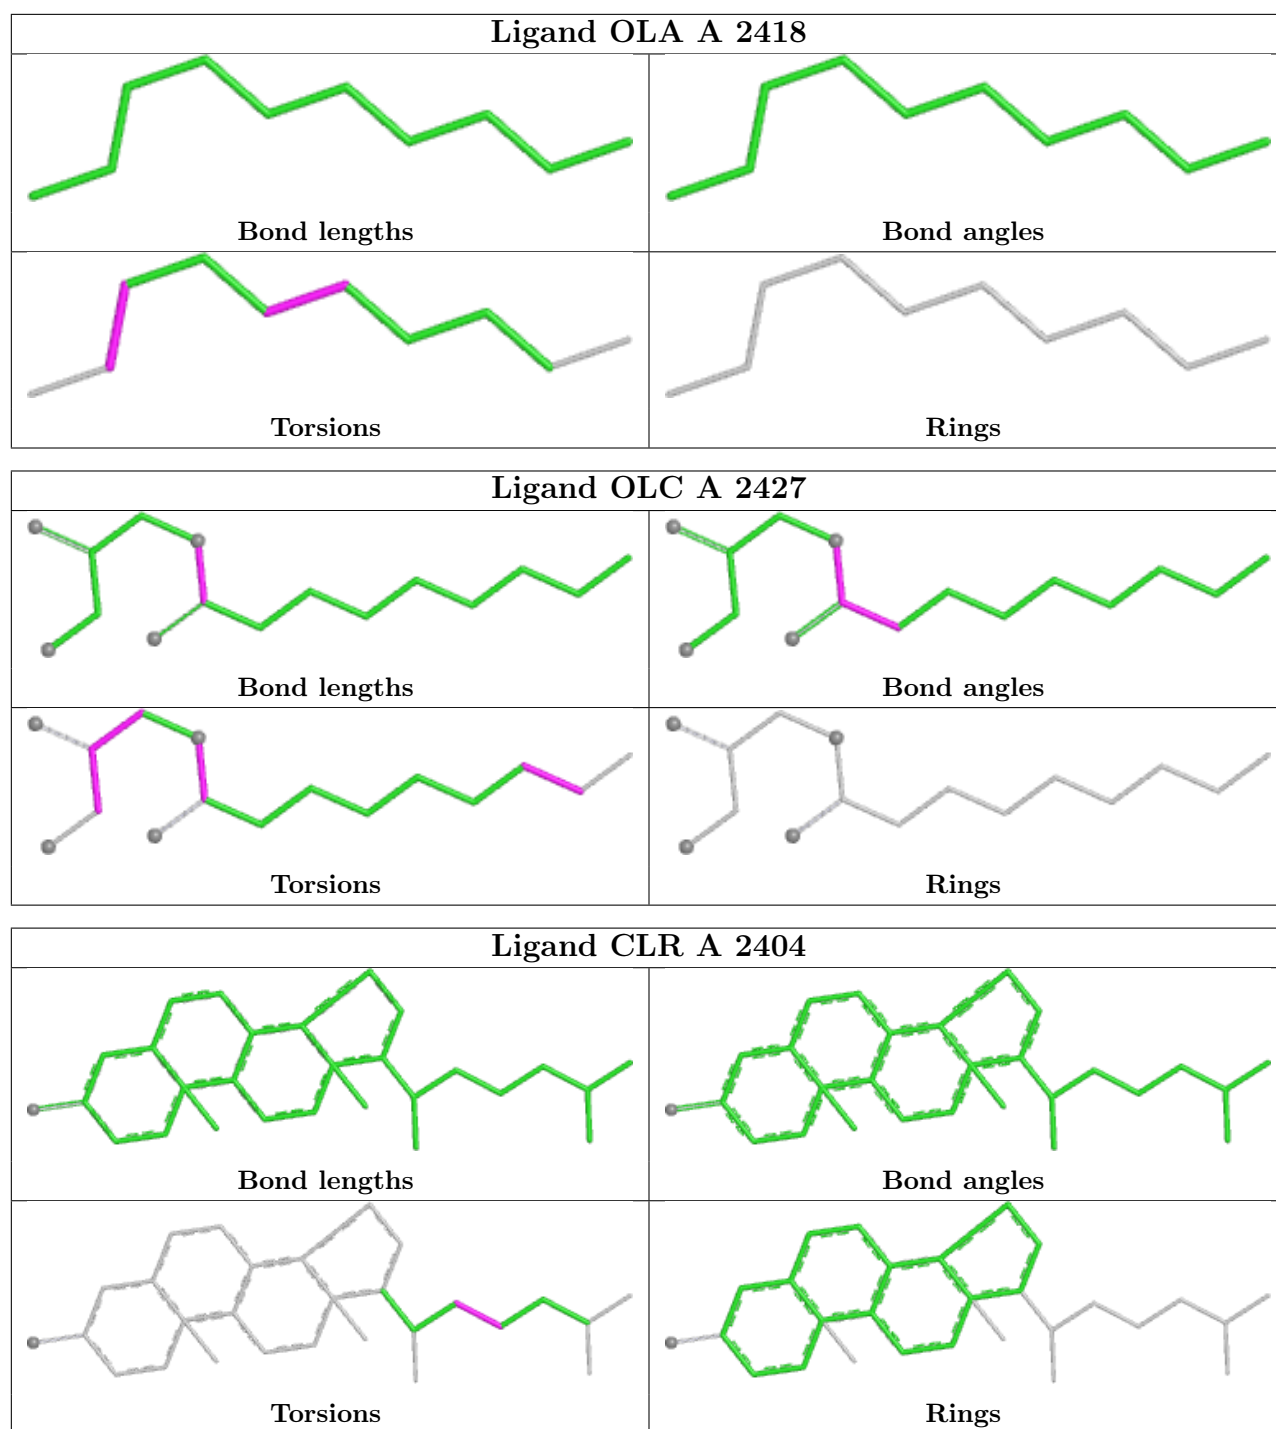 Ligand OLA A 2418
Bond lengths
Bond angles
Torsions
Rings
Ligand OLC A 2427
Bond lengths
Bond angles
Torsions
Rings
Ligand CLR A 2404
Bond lengths
Bond angles
Torsions
Rings